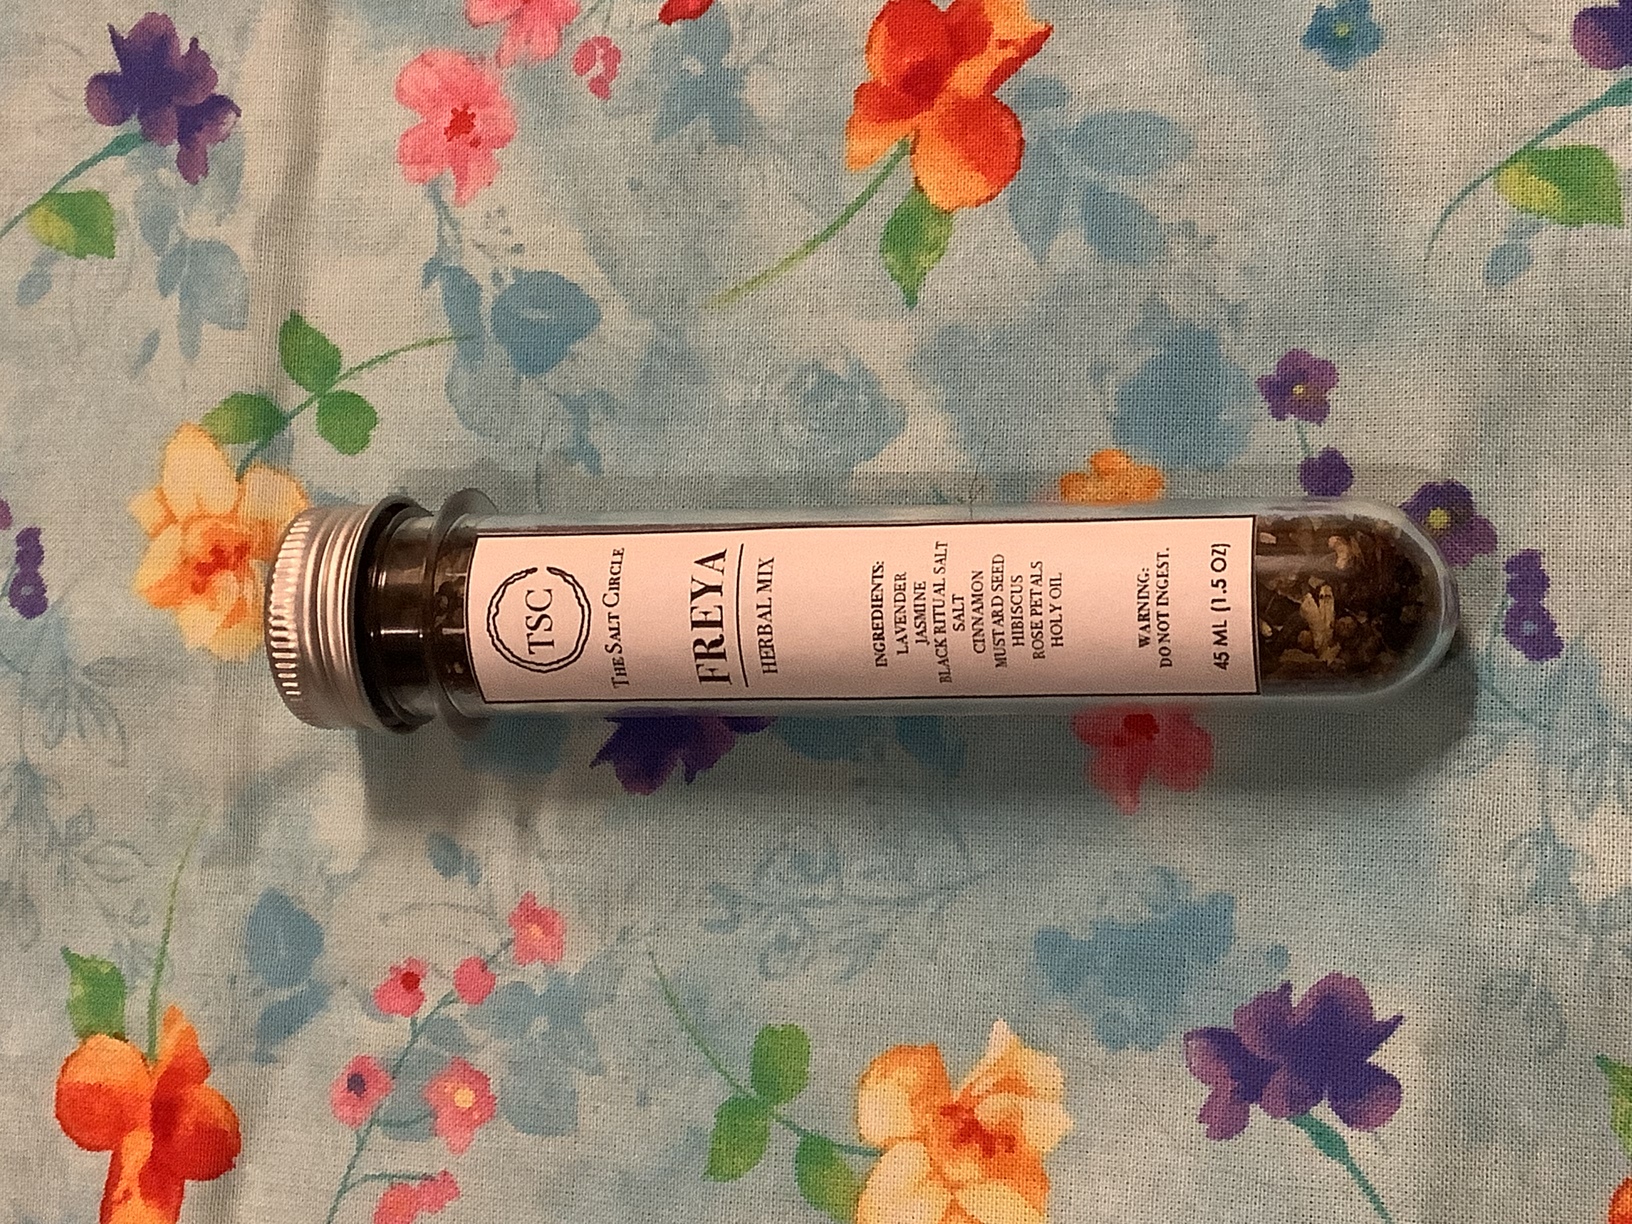 TSC
THE SALT CIRCLE
FREYA
HERBAL MIX
INGREDIENTS:
LAVENDER
JASMINE
BLACK RITUAL SALT
SALT
CINNAMON
MUSTARD SEED
HIBISCUS
ROSE PETALS
HOLY OIL
WARNING:
DO NOT INGEST.
45 ML (1.5 OZ)